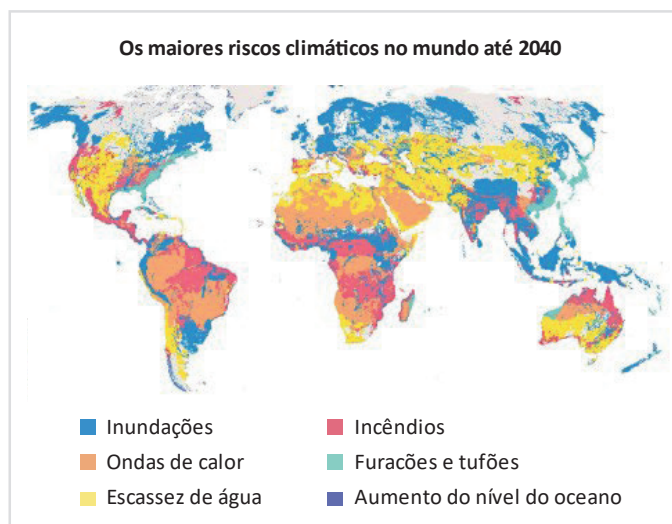 Os maiores riscos climáticos no mundo até 2040
Inundações
Ondas de calor
Escassez de água
Incêndios
Furacões e tufões
Aumento do nível do oceano